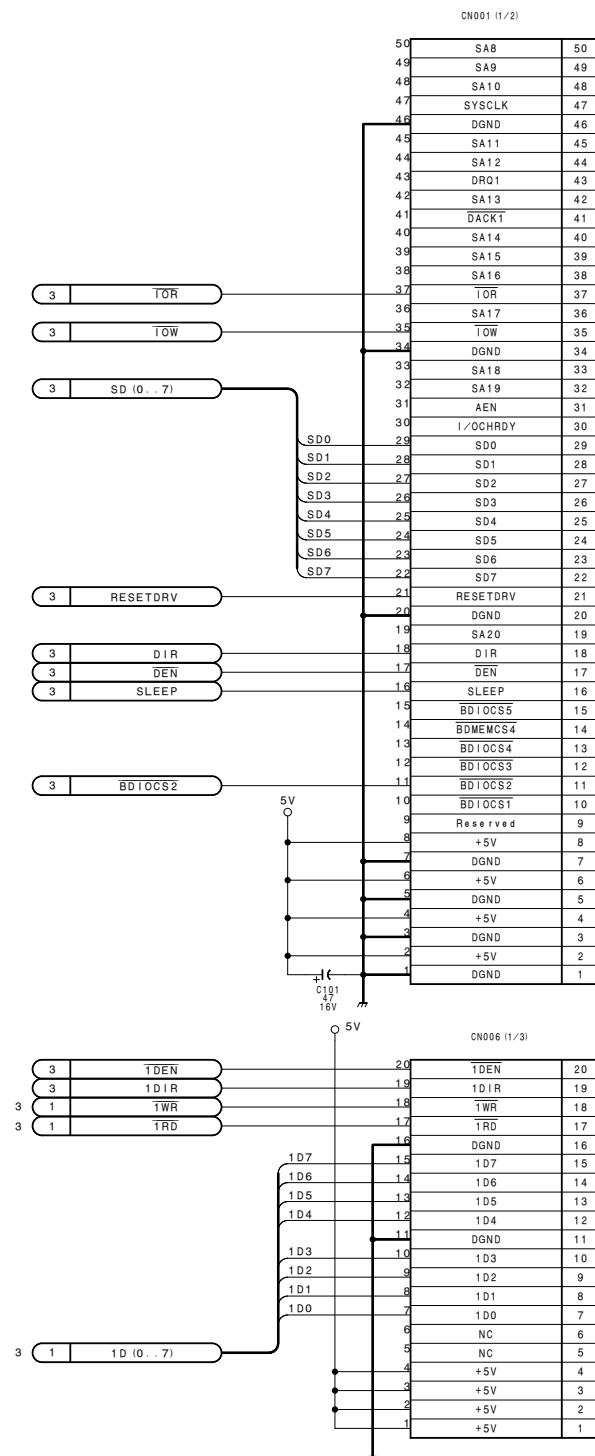 CN001 (1/2)
50 SA8 50
49 SA9 49
48 SA10 48
47 SYSCLK 47
46 DGND 46
45 SA11 45
44 SA12 44
43 DRQ1 43
42 SA13 42
41 DACK1 41
40 SA14 40
39 SA15 39
38 SA16 38
3 IOR 37 IOR 37
36 SA17 36
3 IOW 35 IOW 35
34 DGND 34
33 SA18 33
3 SD (0..7) 32 SA19 32
31 AEN 31
30 I/OCHRDY 30
SD0 29 SD0 29
SD1 28 SD1 28
SD2 27 SD2 27
SD3 26 SD3 26
SD4 25 SD4 25
SD5 24 SD5 24
SD6 23 SD6 23
SD7 22 SD7 22
3 RESETDRV 21 RESETDRV 21
20 DGND 20
19 SA20 19
3 DIR 18 DIR 18
3 DEN 17 DEN 17
3 SLEEP 16 SLEEP 16
15 BDIOCS5 15
14 BDMEMCS4 14
13 BDIOCS4 13
12 BDIOCS3 12
3 BDIOCS2 11 BDIOCS2 11
5V 10 BDIOCS1 10
9 Reserved 9
8 +5V 8
7 DGND 7
6 +5V 6
5 DGND 5
4 +5V 4
3 DGND 3
2 +5V 2
1 DGND 1
+
C101
47
16V
5V
CN006 (1/3)
3 1DEN 20 1DEN 20
3 1DIR 19 1DIR 19
3 1 1WR 18 1WR 18
3 1 1RD 17 1RD 17
16 DGND 16
1D7 15 1D7 15
1D6 14 1D6 14
1D5 13 1D5 13
1D4 12 1D4 12
11 DGND 11
1D3 10 1D3 10
1D2 9 1D2 9
1D1 8 1D1 8
1D0 7 1D0 7
6 NC 6
3 1 1D (0..7) 5 NC 5
4 +5V 4
3 +5V 3
2 +5V 2
1 +5V 1